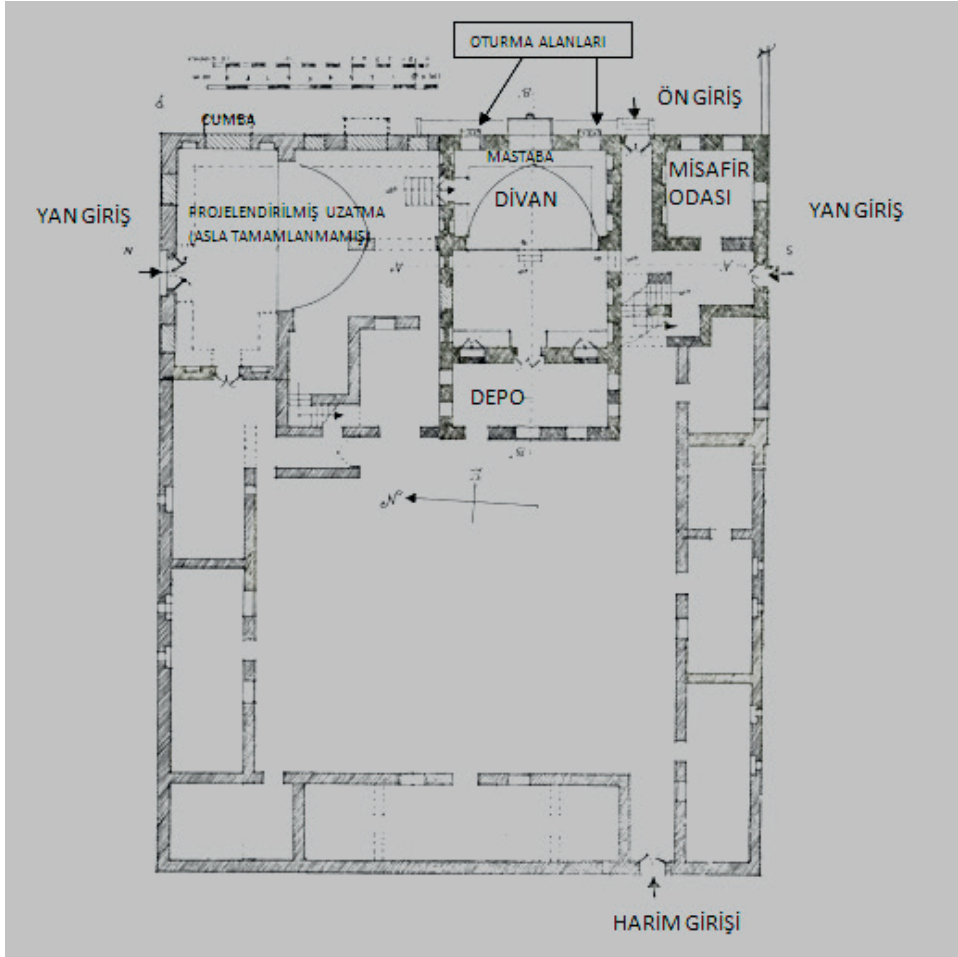 OTURMA ALANLARI
ÖN GİRİŞ
CUMBA
MASTABA
MİSAFİR
ODASI
DİVAN
YAN GİRİŞ
PROJELENDİRİLMİŞ UZATMA
(ASLA TAMAMLANMAMIŞ)
YAN GİRİŞ
N
S
"A"
"A"
"B"
DEPO
"B"
N
HARİM GİRİŞİ